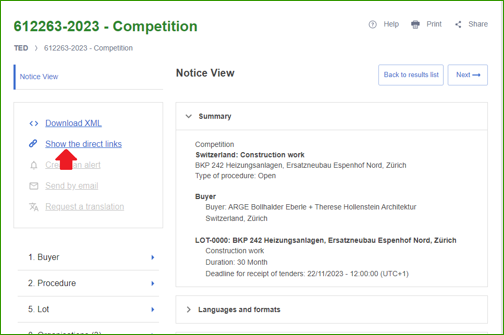 612263-2023 - Competition
Help
Print
Share
TED
612263-2023 - Competition
Notice View
Download XML
Show the direct links
Create an alert
Send by email
Request a translation
1. Buyer
2. Procedure
5. Lot
Notice View
Back to results list
Next
Summary
Competition
Switzerland: Construction work
BKP 242 Heizungsanlagen, Ersatzneubau Espenhof Nord, Zürich
Type of procedure: Open
Buyer
Buyer: ARGE Bollhalder Eberle + Therese Hollenstein Architektur
Switzerland, Zürich
LOT-0000: BKP 242 Heizungsanlagen, Ersatzneubau Espenhof Nord, Zürich
Construction work
Duration: 30 Month
Deadline for receipt of tenders: 22/11/2023 - 12:00:00 (UTC+1)
Languages and formats